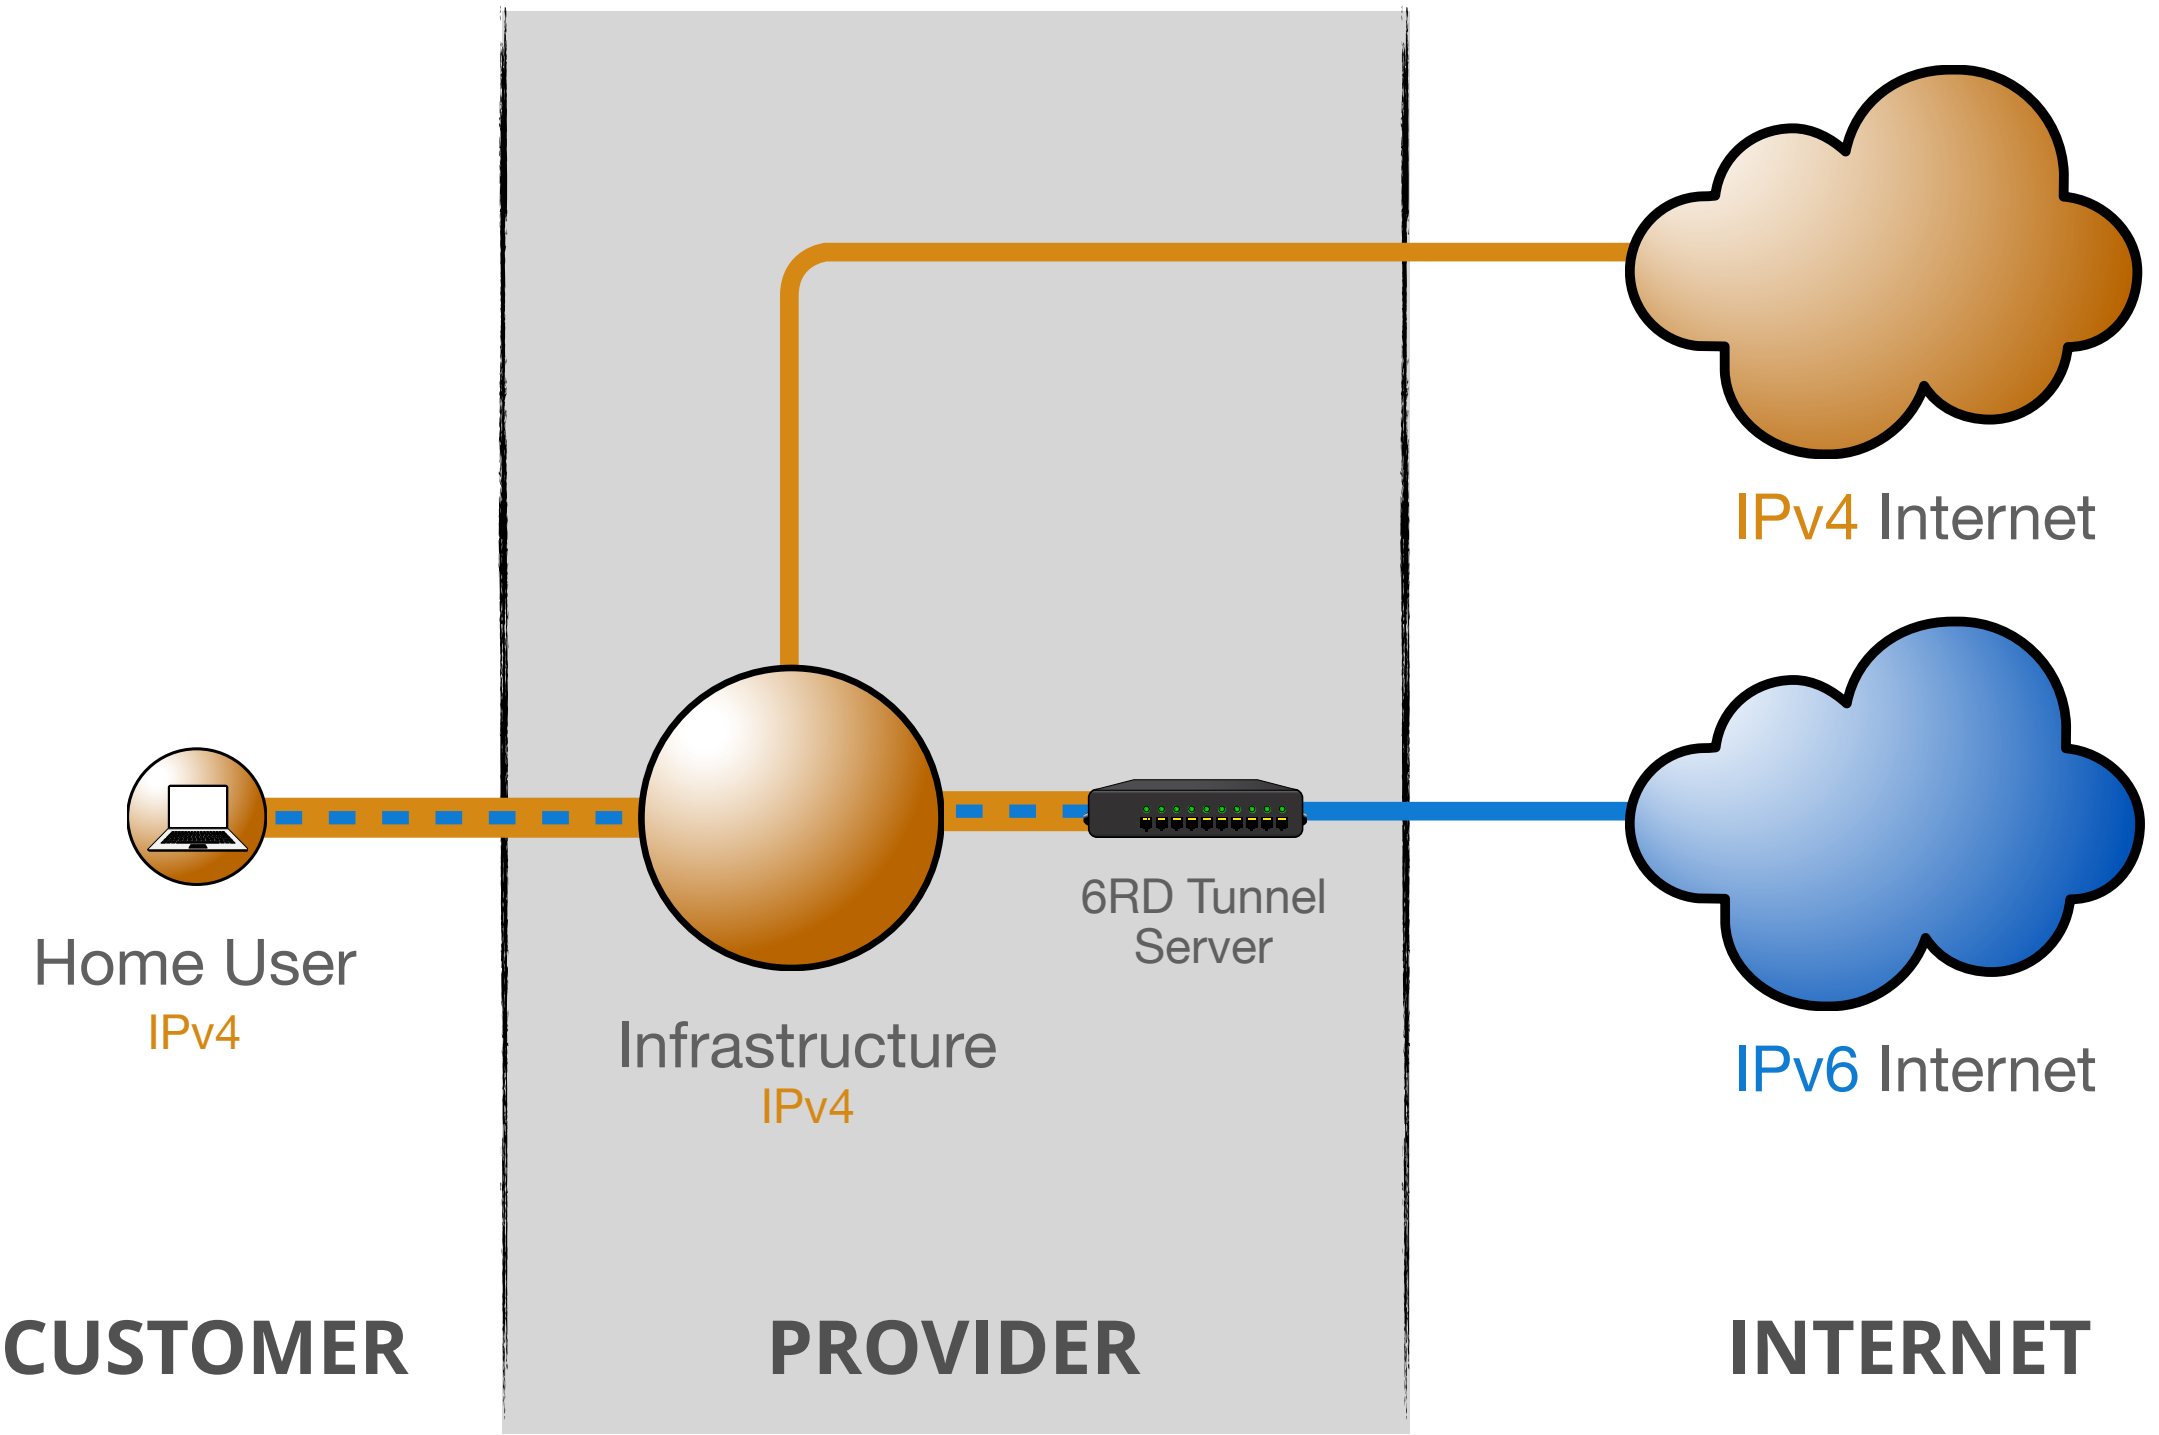 IPv4 Internet
6RD Tunnel
Server
Home User
IPv4
Infrastructure
IPv4
IPv6 Internet
CUSTOMER
PROVIDER
INTERNET